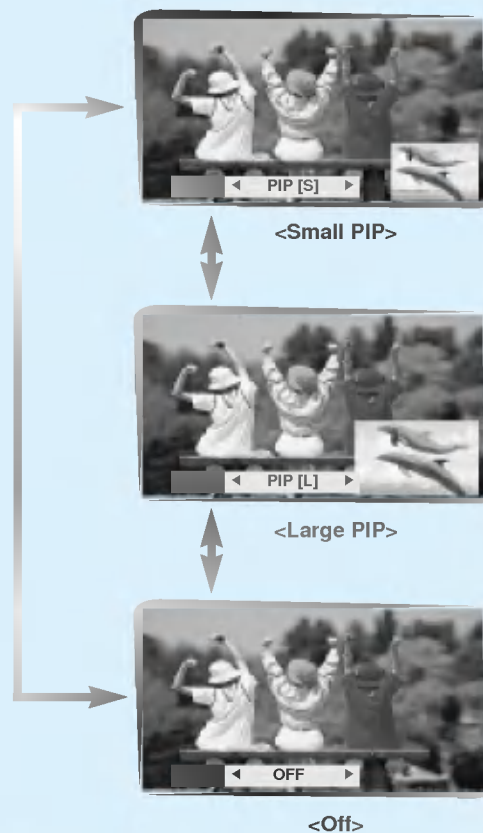 PIP [S]
<Small PIP>
PIP [L]
<Large PIP>
OFF
<Off>